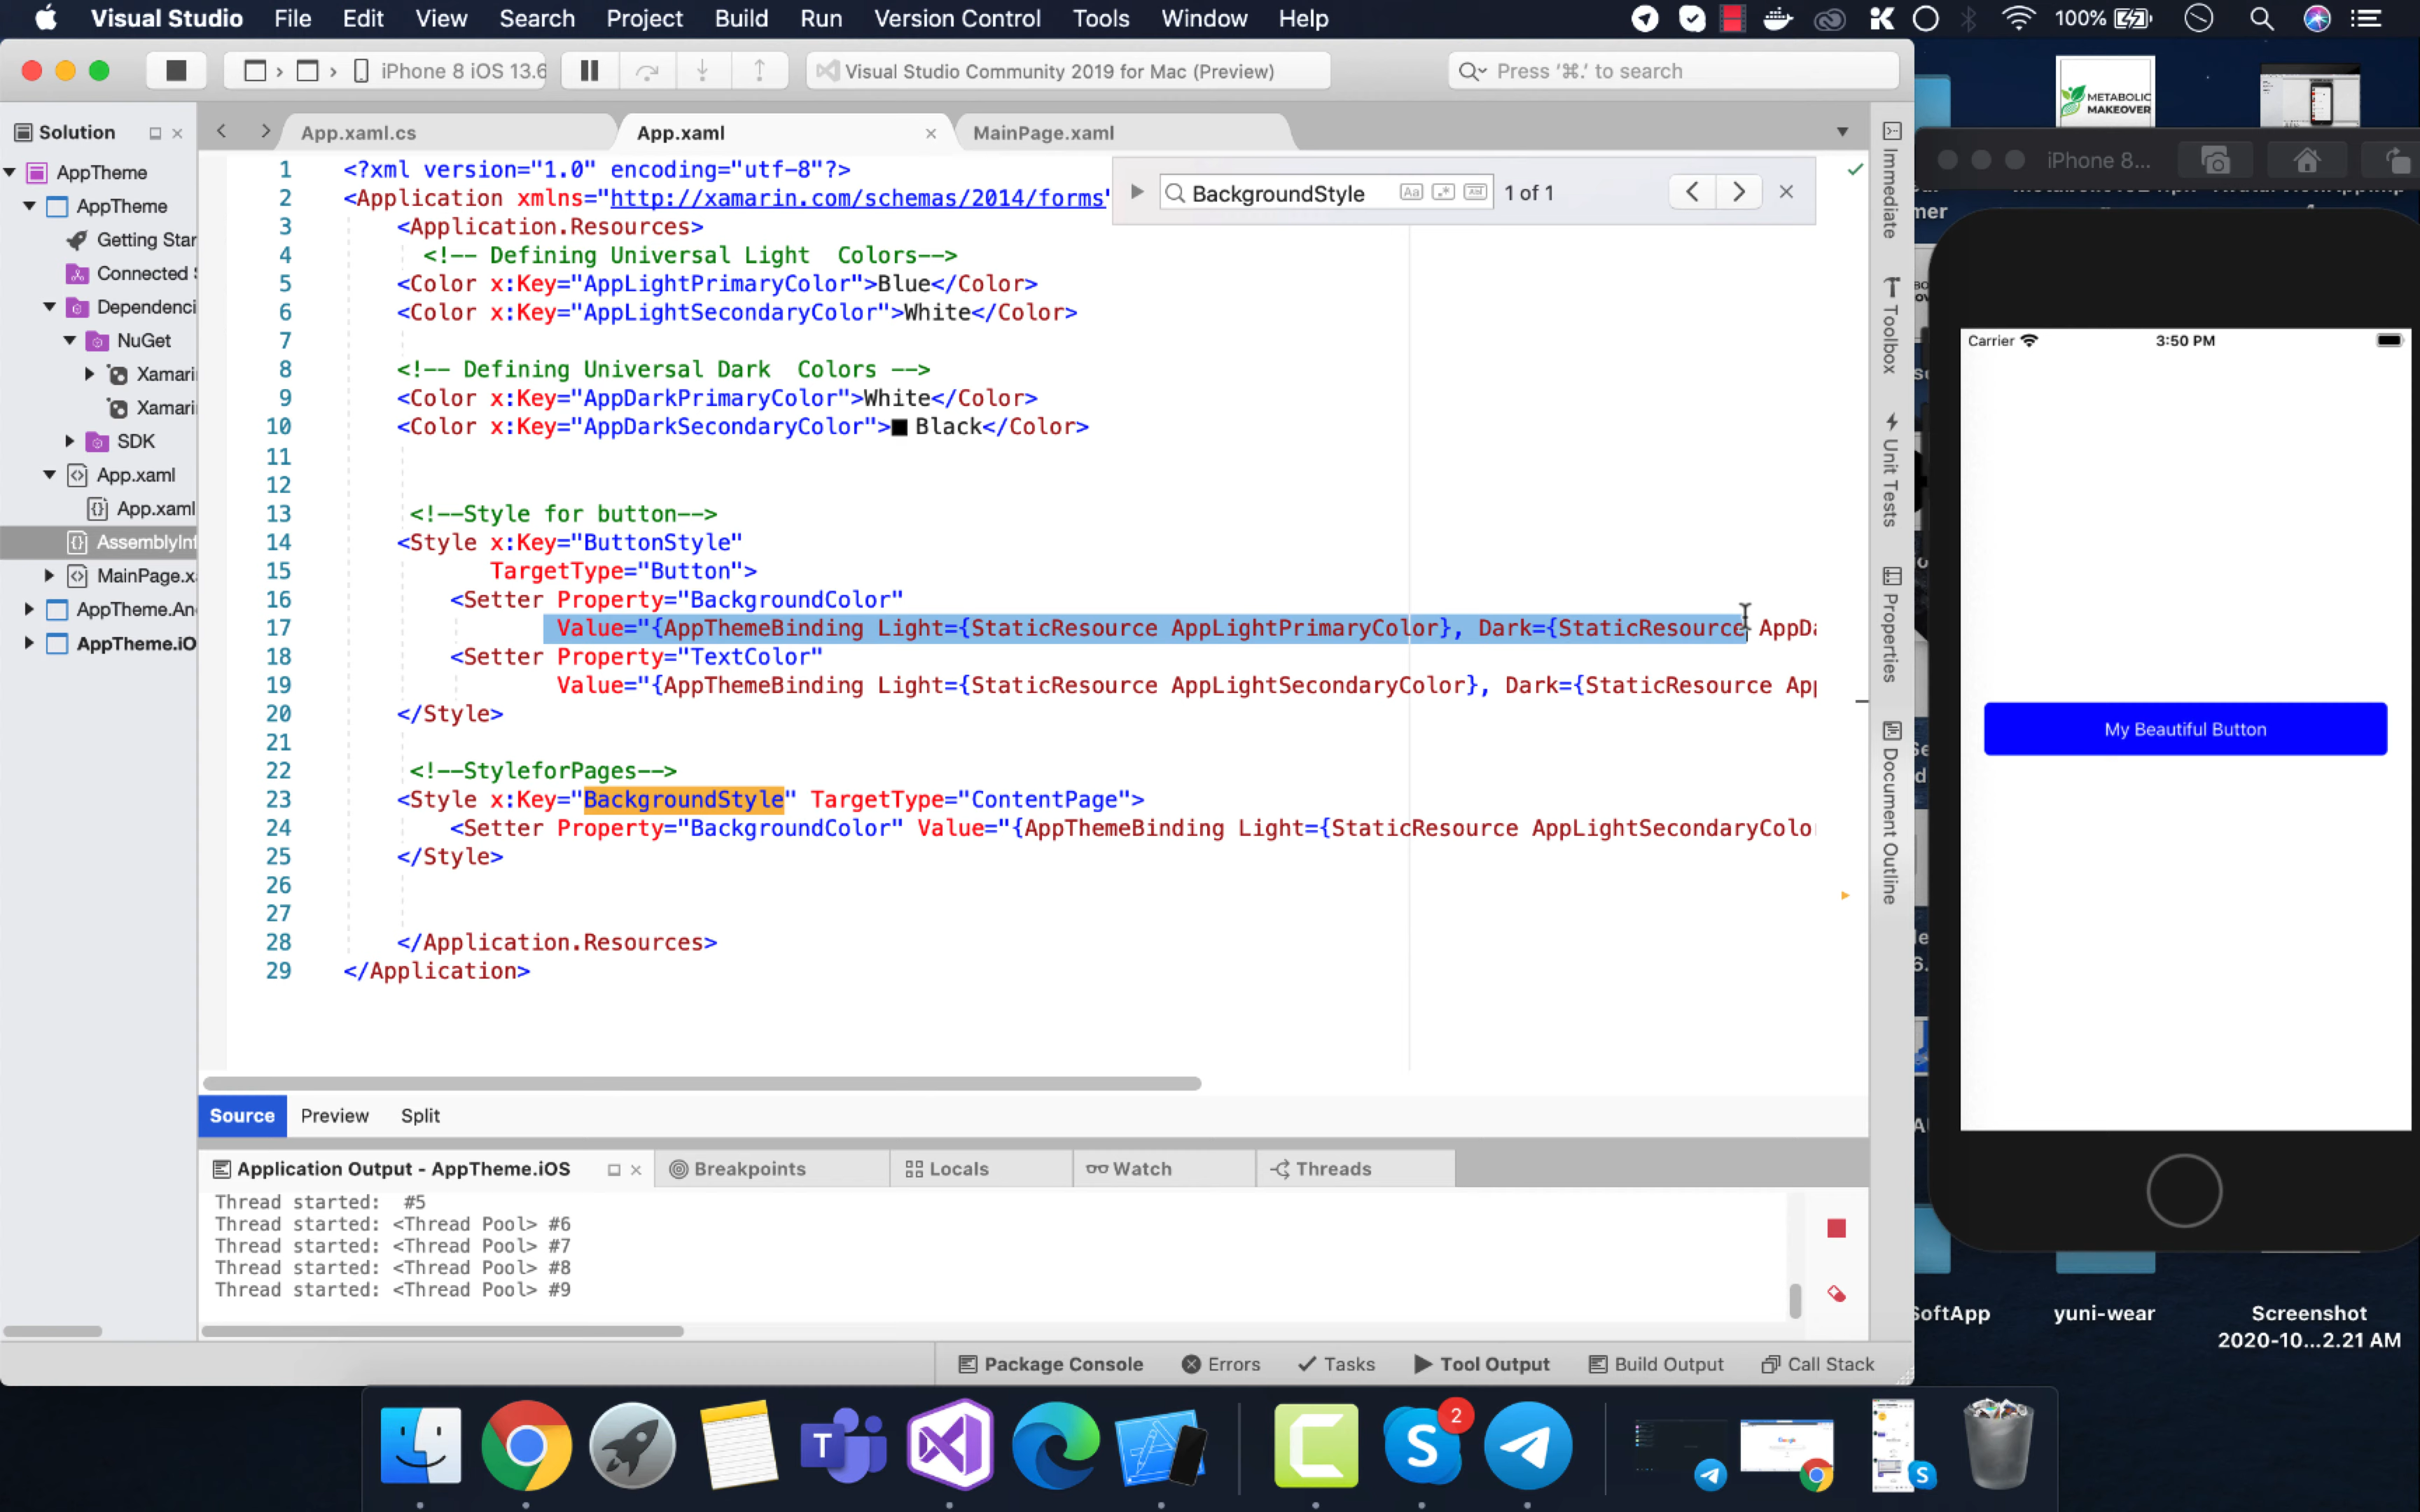 Visual Studio File Edit View Search Project Build Run Version Control Tools Window Help 100%
iPhone 8 iOS 13.6 Visual Studio Community 2019 for Mac (Preview) Press '⌘.' to search
Solution
AppTheme
AppTheme
Getting Star
Connected
Dependenci
NuGet
Xamari
Xamari
SDK
App.xaml
App.xaml
AssemblyInf
MainPage.x
AppTheme.An
AppTheme.iO
App.xaml.cs App.xaml MainPage.xaml
BackgroundStyle 1 of 1
1 <?xml version="1.0" encoding="utf-8"?>
2 <Application xmlns="http://xamarin.com/schemas/2014/forms"
3 <Application.Resources>
4 <!-- Defining Universal Light  Colors-->
5 <Color x:Key="AppLightPrimaryColor">Blue</Color>
6 <Color x:Key="AppLightSecondaryColor">White</Color>
7
8 <!-- Defining Universal Dark  Colors -->
9 <Color x:Key="AppDarkPrimaryColor">White</Color>
10 <Color x:Key="AppDarkSecondaryColor">Black</Color>
11
12
13 <!--Style for button-->
14 <Style x:Key="ButtonStyle"
15 TargetType="Button">
16 <Setter Property="BackgroundColor"
17 Value="{AppThemeBinding Light={StaticResource AppLightPrimaryColor}, Dark={StaticResource AppDa
18 <Setter Property="TextColor"
19 Value="{AppThemeBinding Light={StaticResource AppLightSecondaryColor}, Dark={StaticResource App
20 </Style>
21
22 <!--StyleforPages-->
23 <Style x:Key="BackgroundStyle" TargetType="ContentPage">
24 <Setter Property="BackgroundColor" Value="{AppThemeBinding Light={StaticResource AppLightSecondaryColo
25 </Style>
26
27
28 </Application.Resources>
29 </Application>
Immediate
Toolbox
Unit Tests
Properties
Document Outline
Source Preview Split
Application Output - AppTheme.iOS Breakpoints Locals Watch Threads
Thread started:  #5
Thread started: <Thread Pool> #6
Thread started: <Thread Pool> #7
Thread started: <Thread Pool> #8
Thread started: <Thread Pool> #9
Package Console Errors Tasks Tool Output Build Output Call Stack
METABOLIC
MAKEOVER
iPhone 8...
mer
Carrier 3:50 PM
My Beautiful Button
SoftApp yuni-wear Screenshot
2020-10...2.21 AM
2